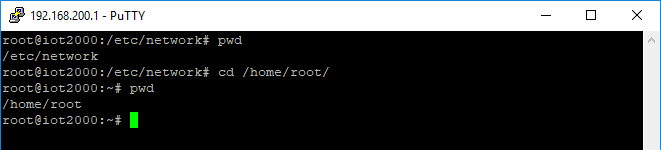 192.168.200.1 - PuTTY
root@iot2000:/etc/network# pwd
/etc/network
root@iot2000:/etc/network# cd /home/root/
root@iot2000:~# pwd
/home/root
root@iot2000:~#